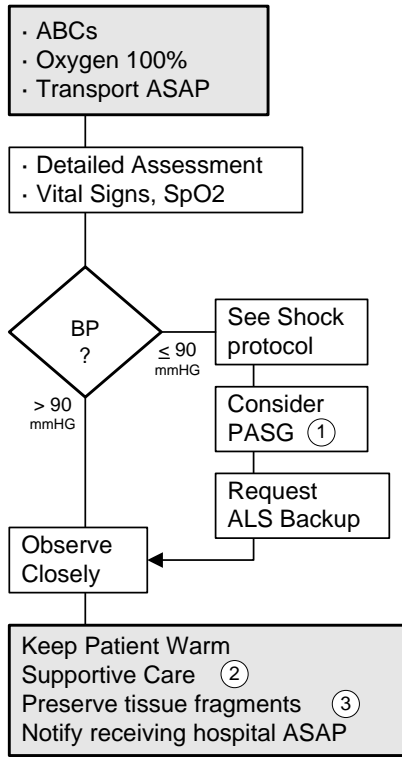 · ABCs
· Oxygen 100%
· Transport ASAP
· Detailed Assessment
· Vital Signs, SpO2
BP
?
≤ 90
mmHG
> 90
mmHG
See Shock
protocol
Consider
PASG 1
Request
ALS Backup
Observe
Closely
Keep Patient Warm
Supportive Care 2
Preserve tissue fragments 3
Notify receiving hospital ASAP